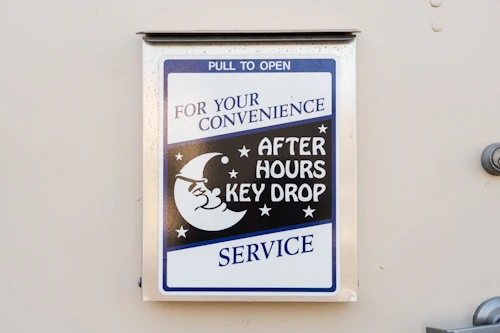 PULL TO OPEN
FOR YOUR
CONVENIENCE
AFTER
HOURS
KEY DROP
SERVICE